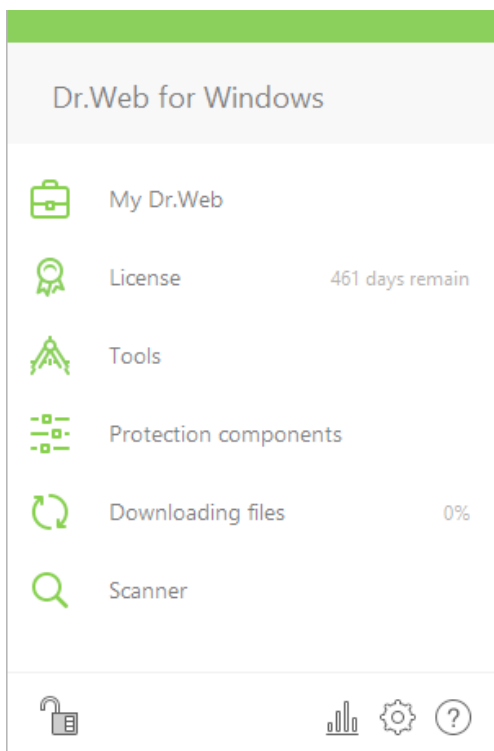 Dr.Web for Windows
My Dr.Web
License 461 days remain
Tools
Protection components
Downloading files 0%
Scanner
?